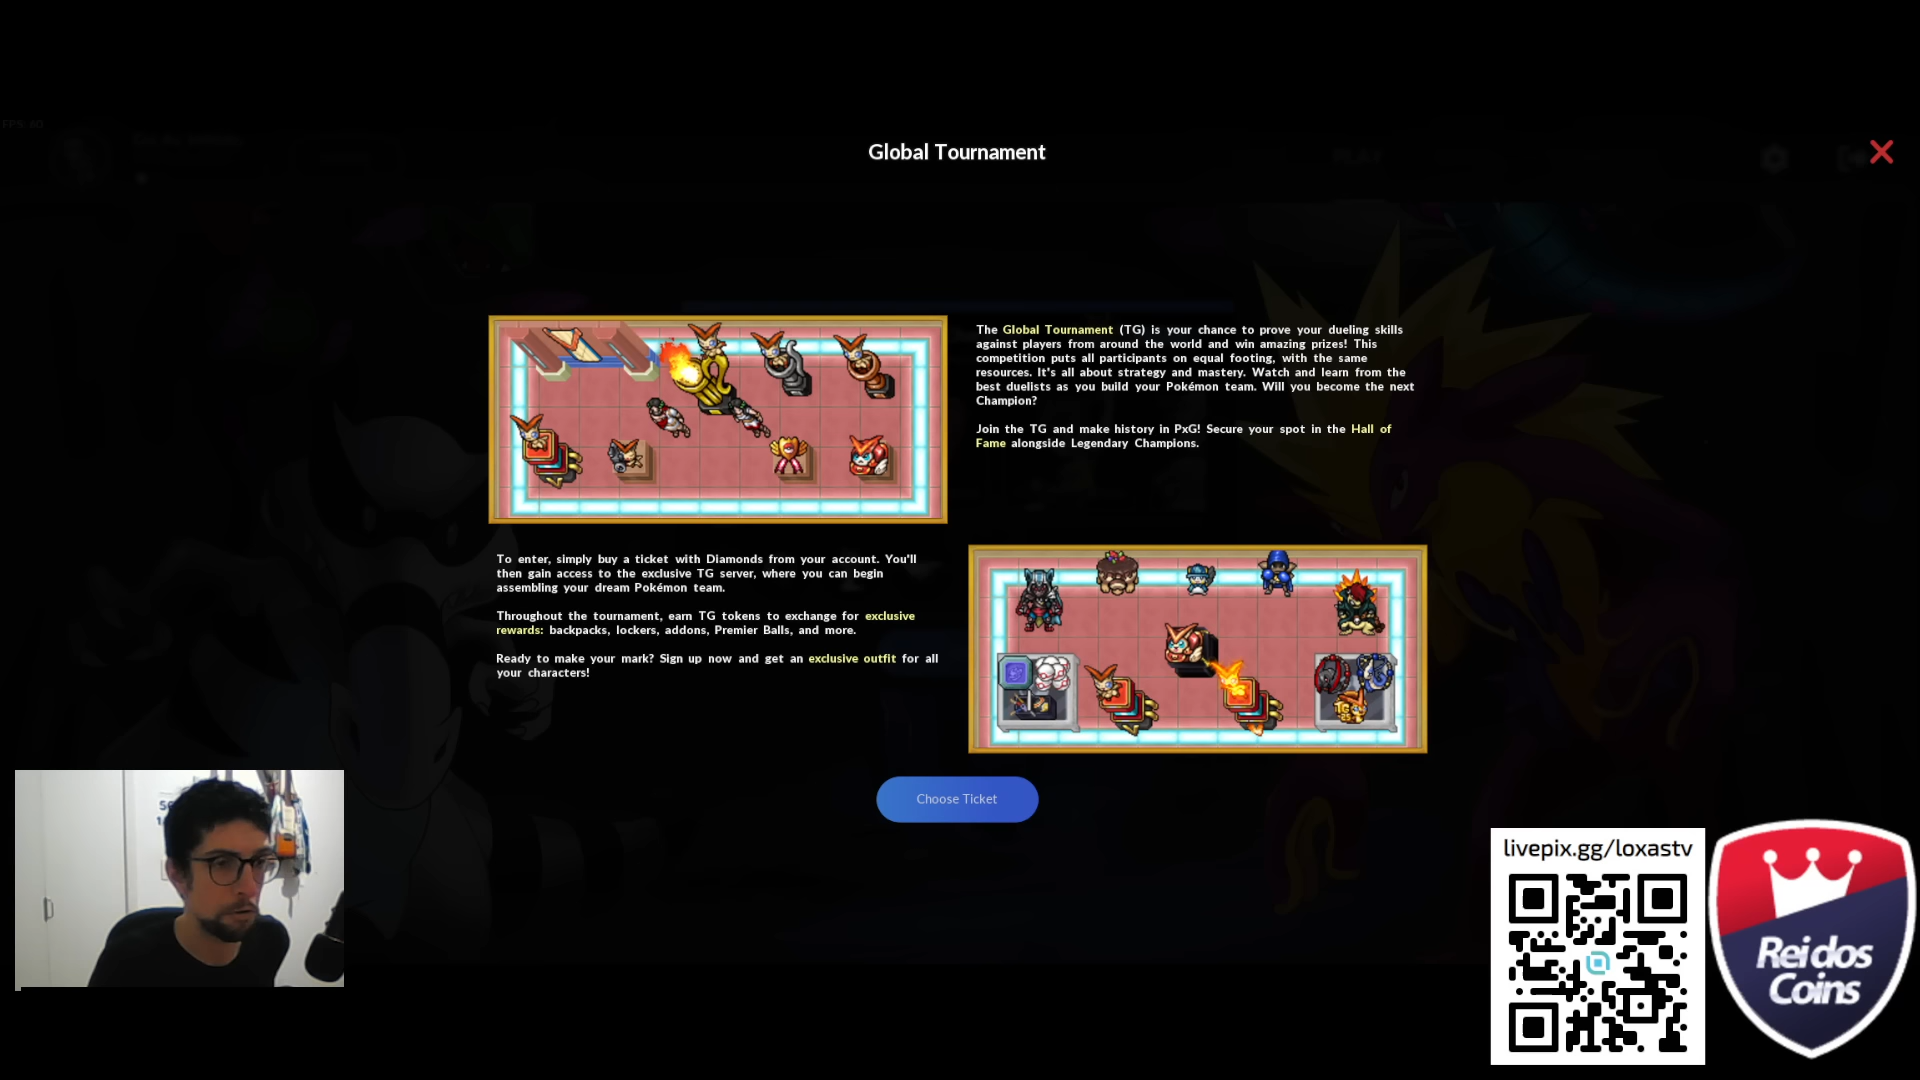 FPS: 60
Global Tournament
The Global Tournament (TG) is your chance to prove your dueling skills
against players from around the world and win amazing prizes! This
competition puts all participants on equal footing, with the same
resources. It's all about strategy and mastery. Watch and learn from the
best duelists as you build your Pokémon team. Will you become the next
Champion?
Join the TG and make history in PxG! Secure your spot in the Hall of
Fame alongside Legendary Champions.
To enter, simply buy a ticket with Diamonds from your account. You'll
then gain access to the exclusive TG server, where you can begin
assembling your dream Pokémon team.
Throughout the tournament, earn TG tokens to exchange for exclusive
rewards: backpacks, lockers, addons, Premier Balls, and more.
Ready to make your mark? Sign up now and get an exclusive outfit for all
your characters!
Choose Ticket
livepix.gg/loxastv
Rei dos
Coins